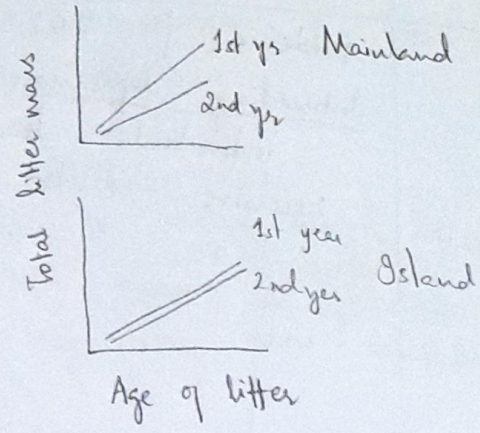 1st yr Mainland
2nd yr
Total litter mass
1st year
2nd year Island
Age of litter